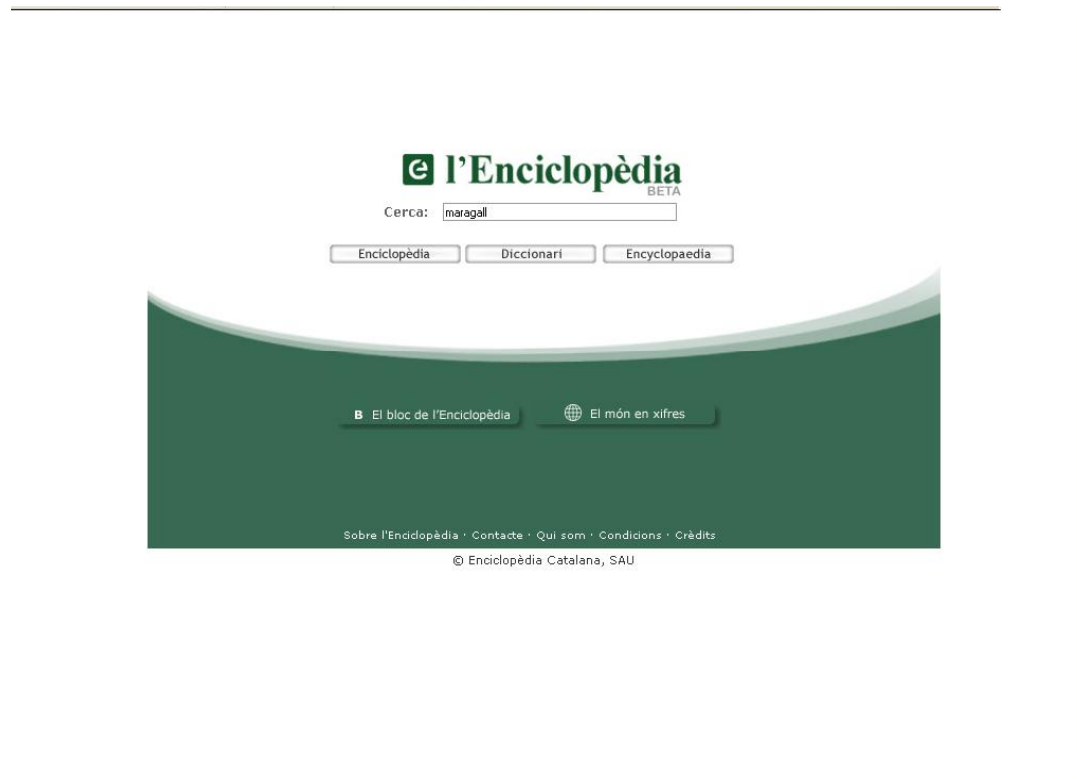 l'Enciclopèdia
BETA
Cerca: maragall
Enciclopèdia Diccionari Encyclopaedia
B El bloc de l'Enciclopèdia El món en xifres
Sobre l'Enciclopèdia · Contacte · Qui som · Condicions · Crèdits
© Enciclopèdia Catalana, SAU